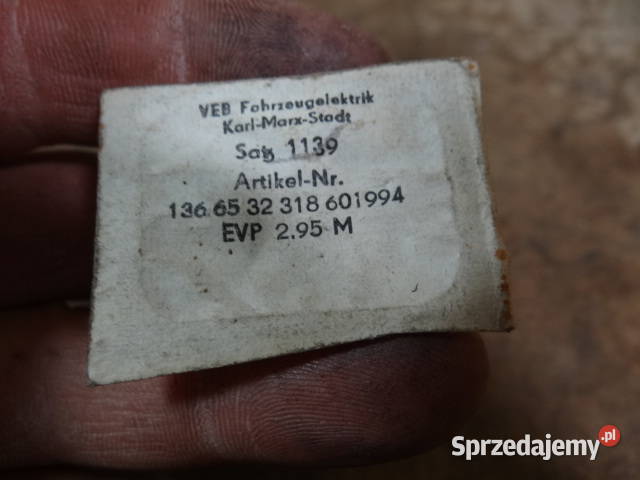 VEB Fahrzeugelektrik
Karl-Marx-Stadt
Satz 1139
Artikel-Nr.
136 65 32 318 601994
EVP 2.95 M
Sprzedajemy.pl